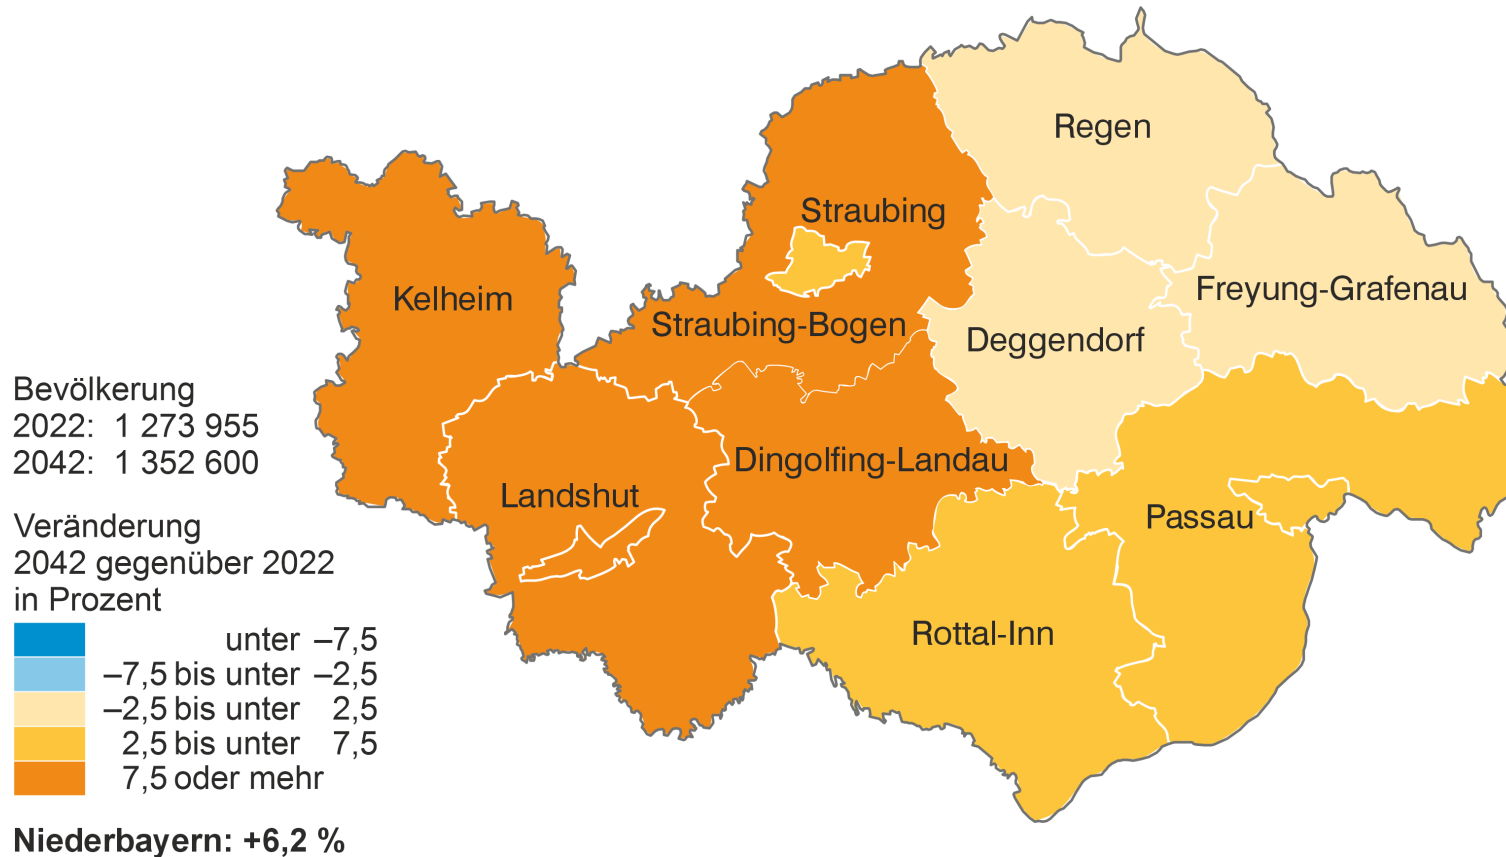 Regen
Straubing
Freyung-Grafenau
Kelheim
Straubing-Bogen
Deggendorf
Bevölkerung
2022: 1 273 955
2042: 1 352 600
Dingolfing-Landau
Landshut
Passau
Veränderung
2042 gegenüber 2022
in Prozent
Rottal-Inn
unter –7,5
–7,5 bis unter –2,5
–2,5 bis unter 2,5
2,5 bis unter 7,5
7,5 oder mehr
Niederbayern: +6,2 %